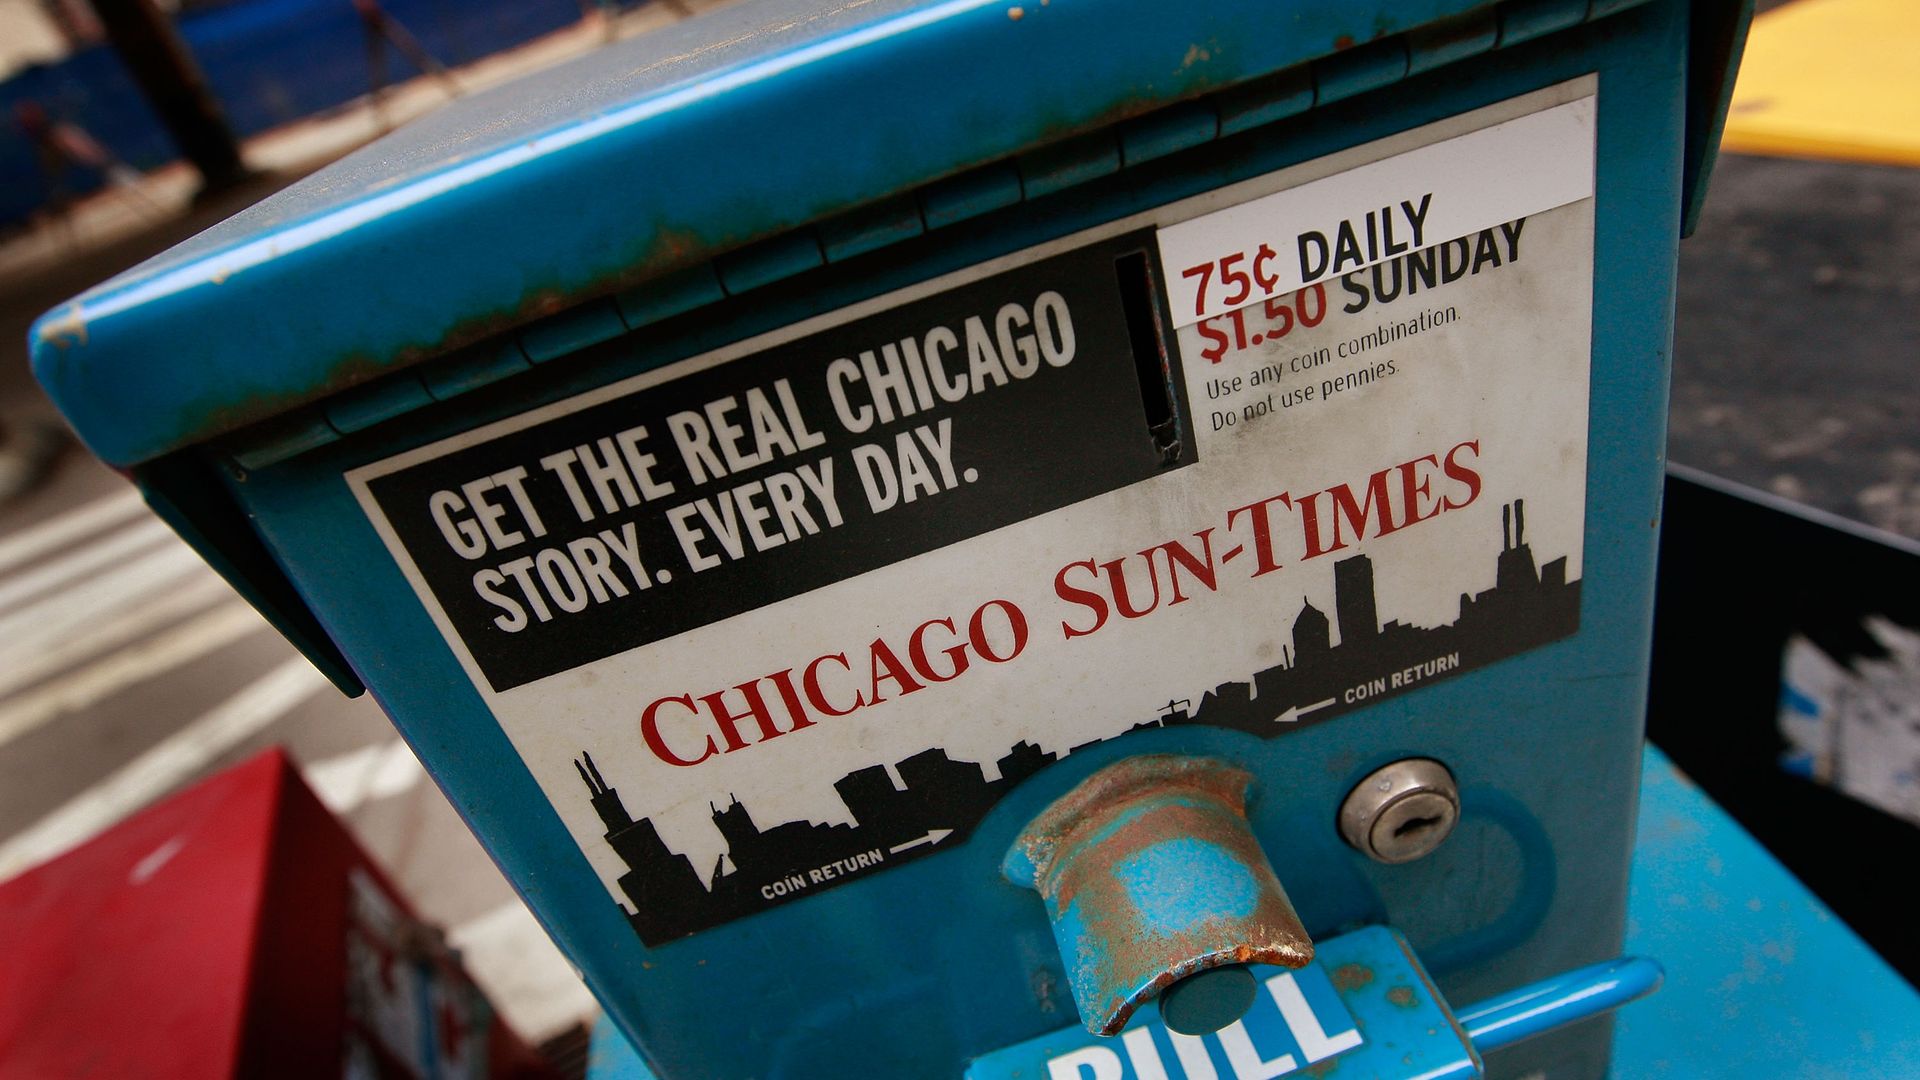 GET THE REAL CHICAGO
STORY. EVERY DAY.
75¢ DAILY
$1.50 SUNDAY
Use any coin combination.
Do not use pennies.
CHICAGO SUN-TIMES
COIN RETURN
COIN RETURN
PULL